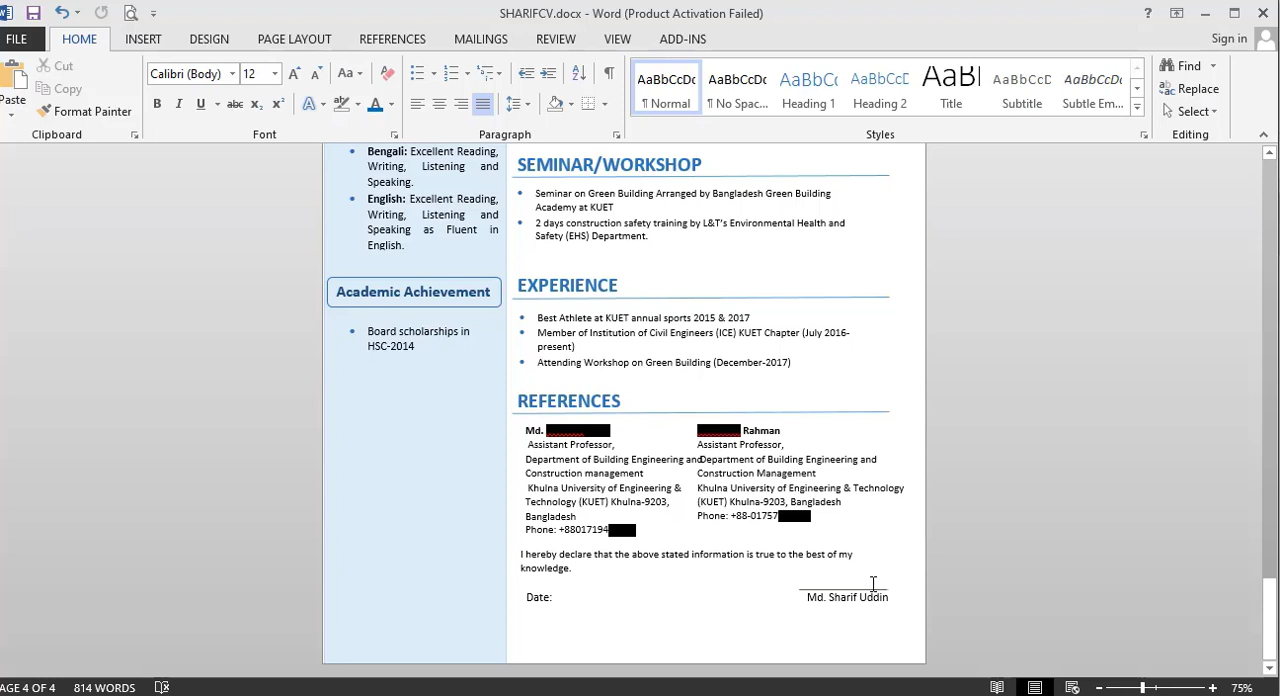 SHARIFCV.docx - Word (Product Activation Failed)
FILE HOME INSERT DESIGN PAGE LAYOUT REFERENCES MAILINGS REVIEW VIEW ADD-INS Sign in
Cut
Copy
Format Painter
Paste
Clipboard
Calibri (Body) 12
Font
Paragraph
AaBbCcDc AaBbCcDc AaBbCc AaBbCcD AaBl AaBbCcD AaBbCcDc
¶ Normal ¶ No Spac... Heading 1 Heading 2 Title Subtitle Subtle Em...
Styles
Find
Replace
Select
Editing
Bengali: Excellent Reading,
Writing, Listening and
Speaking.
English: Excellent Reading,
Writing, Listening and
Speaking as Fluent in
English.
Academic Achievement
Board scholarships in
HSC-2014
SEMINAR/WORKSHOP
Seminar on Green Building Arranged by Bangladesh Green Building
Academy at KUET
2 days construction safety training by L&T's Environmental Health and
Safety (EHS) Department.
EXPERIENCE
Best Athlete at KUET annual sports 2015 & 2017
Member of Institution of Civil Engineers (ICE) KUET Chapter (July 2016-
present)
Attending Workshop on Green Building (December-2017)
REFERENCES
Md.
Assistant Professor,
Department of Building Engineering and
Construction management
Khulna University of Engineering &
Technology (KUET) Khulna-9203,
Bangladesh
Phone: +88017194
Rahman
Assistant Professor,
Department of Building Engineering and
Construction Management
Khulna University of Engineering & Technology
(KUET) Khulna-9203, Bangladesh
Phone: +88-01757
I hereby declare that the above stated information is true to the best of my
knowledge.
Date:
Md. Sharif Uddin
PAGE 4 OF 4 814 WORDS 75%